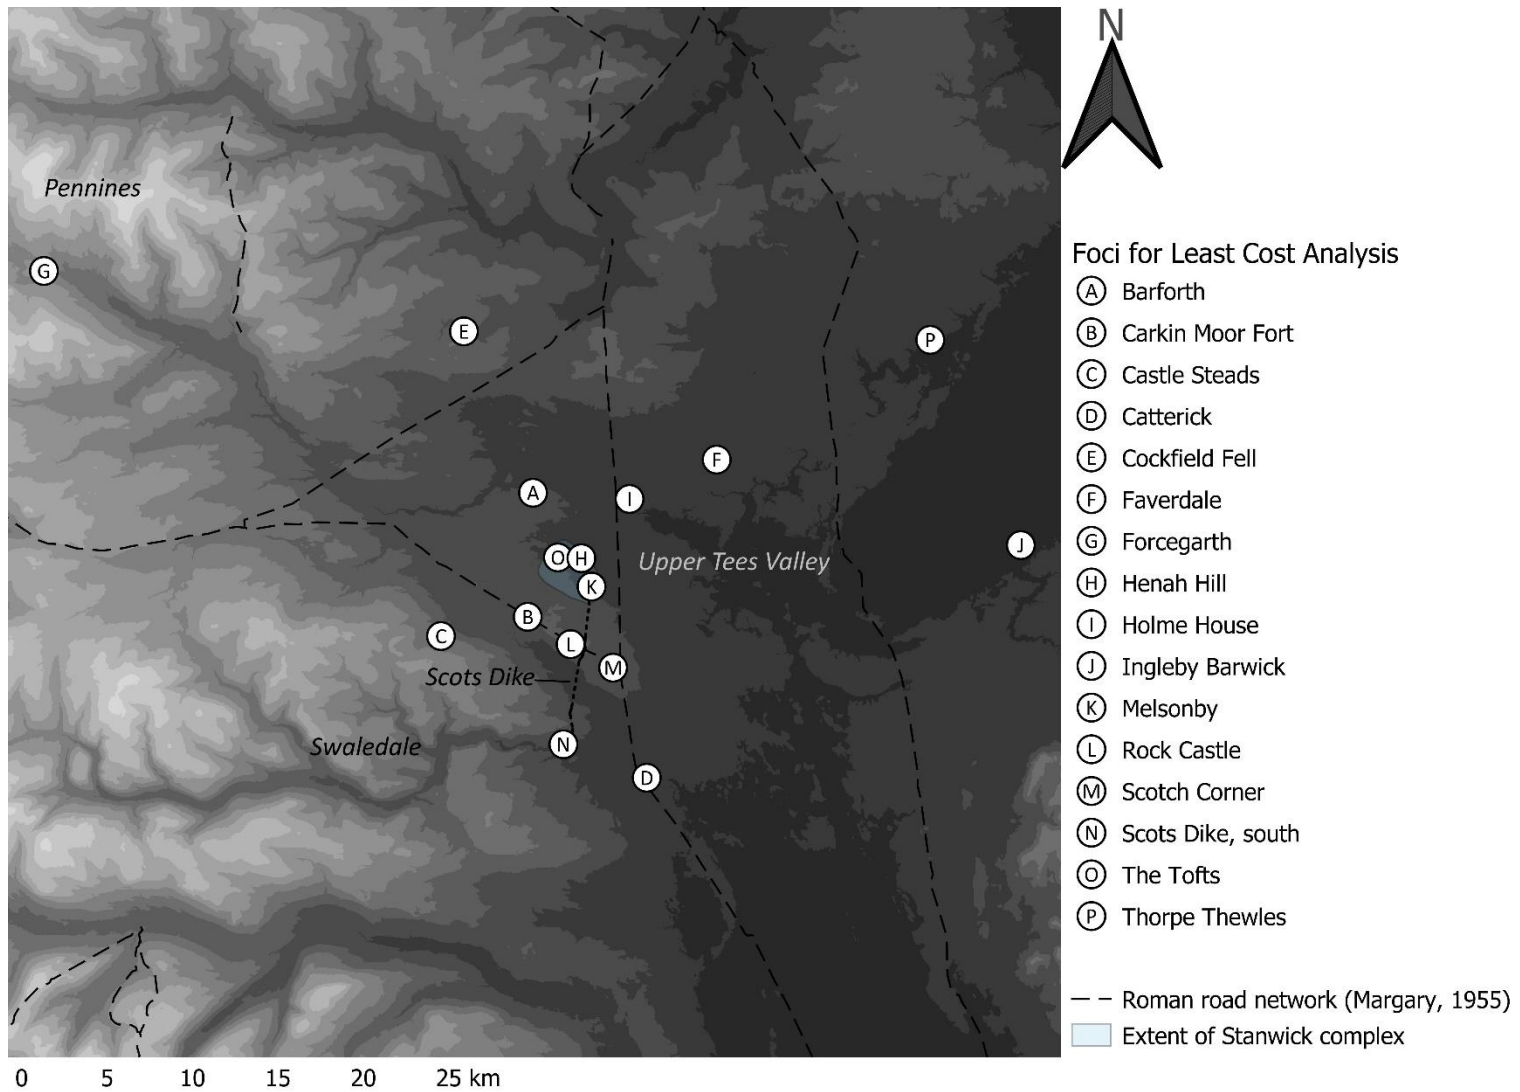 N
Pennines
G
E
P
F
A
I
O H
Upper Tees Valley
J
K
B
C
L
Scots Dike
M
Swaledale
N
D
Foci for Least Cost Analysis
A Barforth
B Carkin Moor Fort
C Castle Steads
D Catterick
E Cockfield Fell
F Faverdale
G Forcegarth
H Henah Hill
I Holme House
J Ingleby Barwick
K Melsonby
L Rock Castle
M Scotch Corner
N Scots Dike, south
O The Tofts
P Thorpe Thewles
Roman road network (Margary, 1955)
Extent of Stanwick complex
0 5 10 15 20 25 km